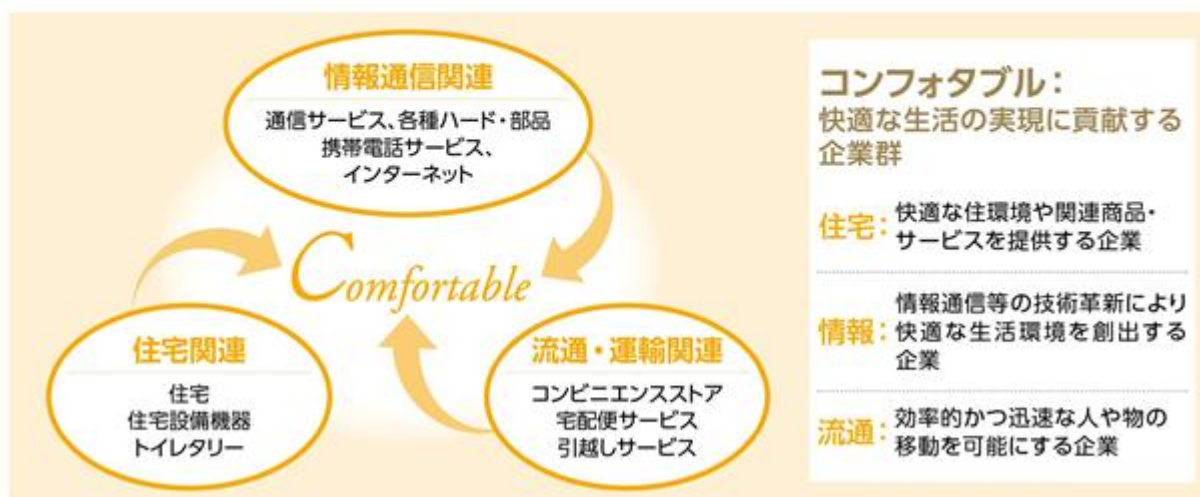 情報通信関連
通信サービス、各種ハード・部品
携帯電話サービス、
インターネット
Comfortable
住宅関連
住宅
住宅設備機器
トイレタリー
流通・運輸関連
コンビニエンスストア
宅配便サービス
引越しサービス
コンフォタブル：
快適な生活の実現に貢献する
企業群
住宅：快適な住環境や関連商品・
サービスを提供する企業
情報：情報通信等の技術革新により
快適な生活環境を創出する
企業
流通：効率的かつ迅速な人や物の
移動を可能にする企業